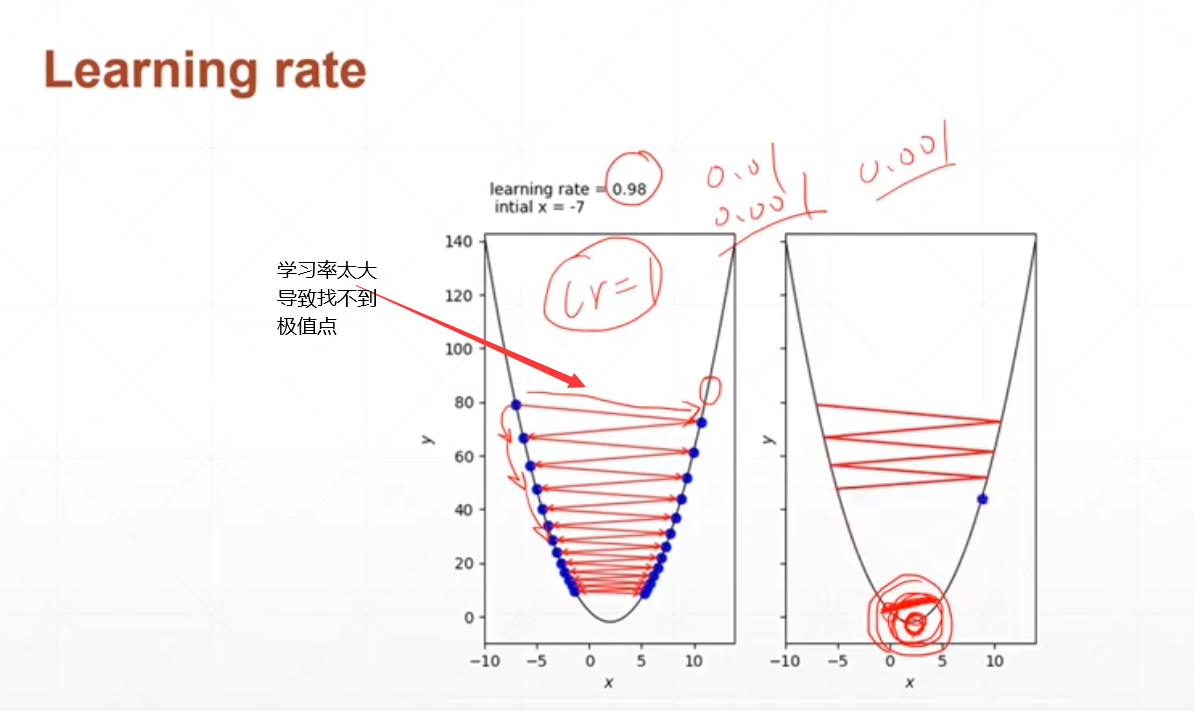 Learning rate
0.01
0.001
0.001
learning rate = 0.98
intial x = -7
lr=1
学习率太大
导致找不到
极值点
140
120
100
80
60
40
20
0
y
−10 −5 0 5 10
x
y
−10 −5 0 5 10
x